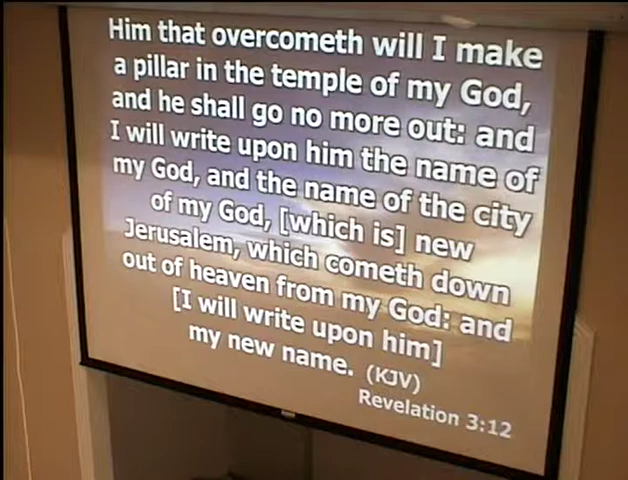 Him that overcometh will I make
a pillar in the temple of my God,
and he shall go no more out: and
I will write upon him the name of
my God, and the name of the city
of my God, [which is] new
Jerusalem, which cometh down
out of heaven from my God: and
[I will write upon him]
my new name. (KJV)
Revelation 3:12